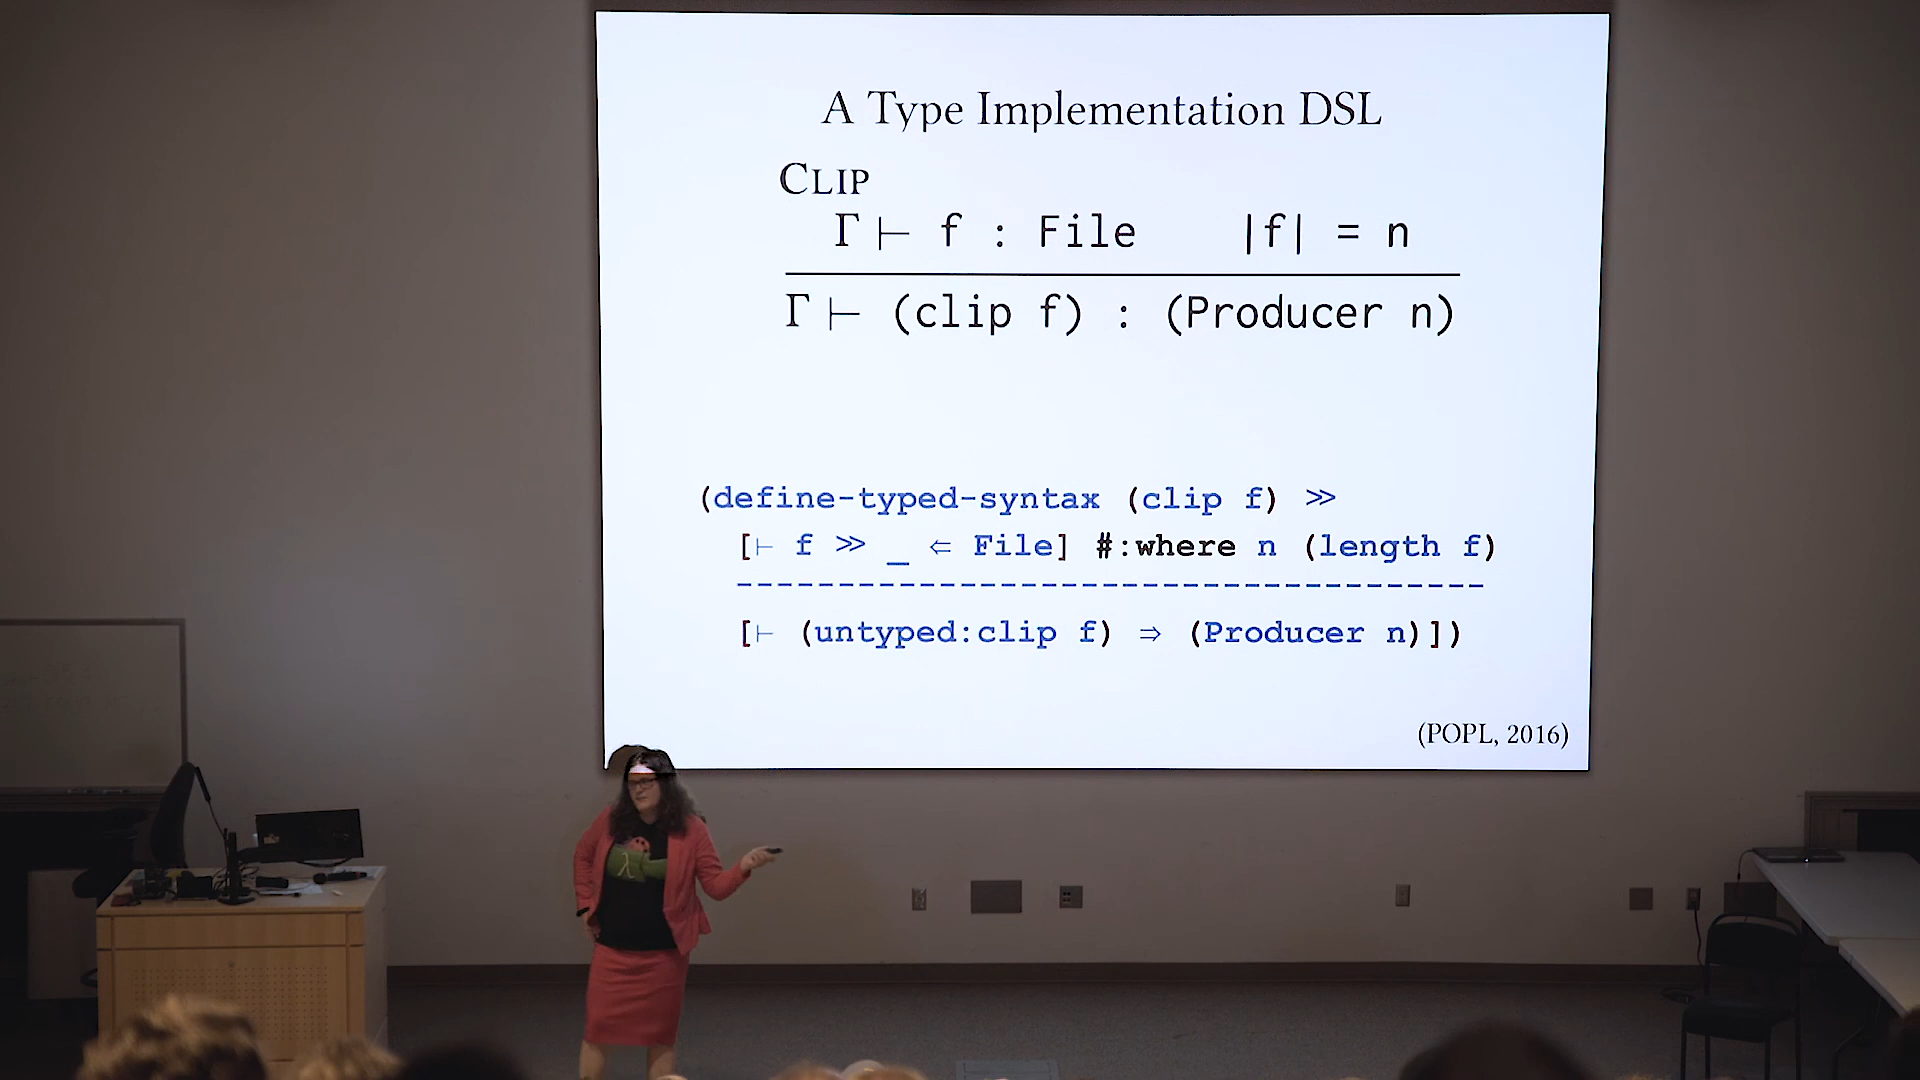 A Type Implementation DSL
CLIP
Γ ⊢ f : File |f| = n
Γ ⊢ (clip f) : (Producer n)
(define-typed-syntax (clip f) ≫
[⊢ f ≫ _ ⇐ File] #:where n (length f)
--------------------------------------
[⊢ (untyped:clip f) ⇒ (Producer n)])
(POPL, 2016)
λ